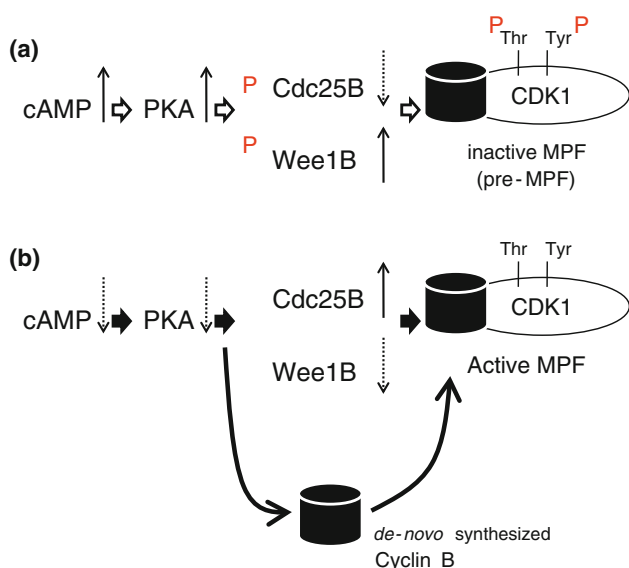 (a)
P Thr Tyr P
cAMP PKA P Cdc25B CDK1
P Wee1B
inactive MPF
(pre-MPF)
(b)
Thr Tyr
cAMP PKA Cdc25B CDK1
Wee1B
Active MPF
de-novo synthesized
Cyclin B